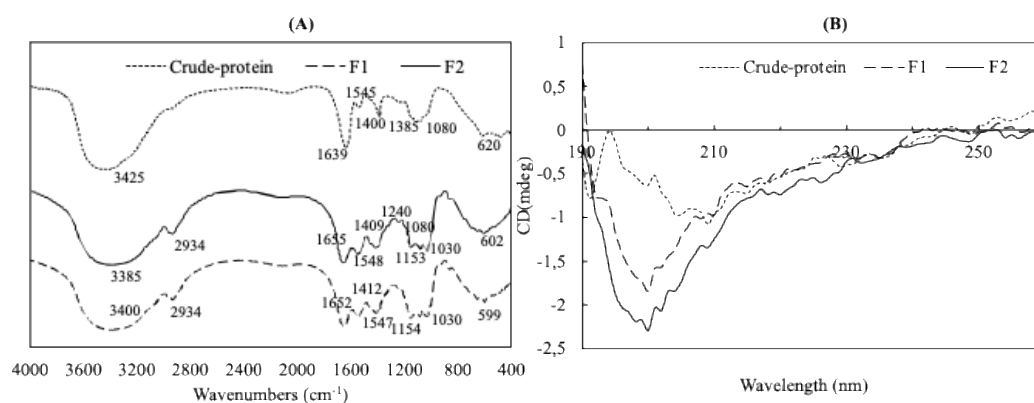 (A)
Crude-protein F1 F2
1545
1400 1385 1080
1639 620
3425
1240
1409 1080
1655 602
2934 1548 1153 1030
3385
1412
3400 1652
2934 1547 1154 1030 599
4000 3600 3200 2800 2400 2000 1600 1200 800 400
Wavenumbers (cm-1)
(B)
Crude-protein F1 F2
1
0,5
0
-0,5
-1
-1,5
-2
-2,5
190 210 230 250
CD(mdeg)
Wavelength (nm)